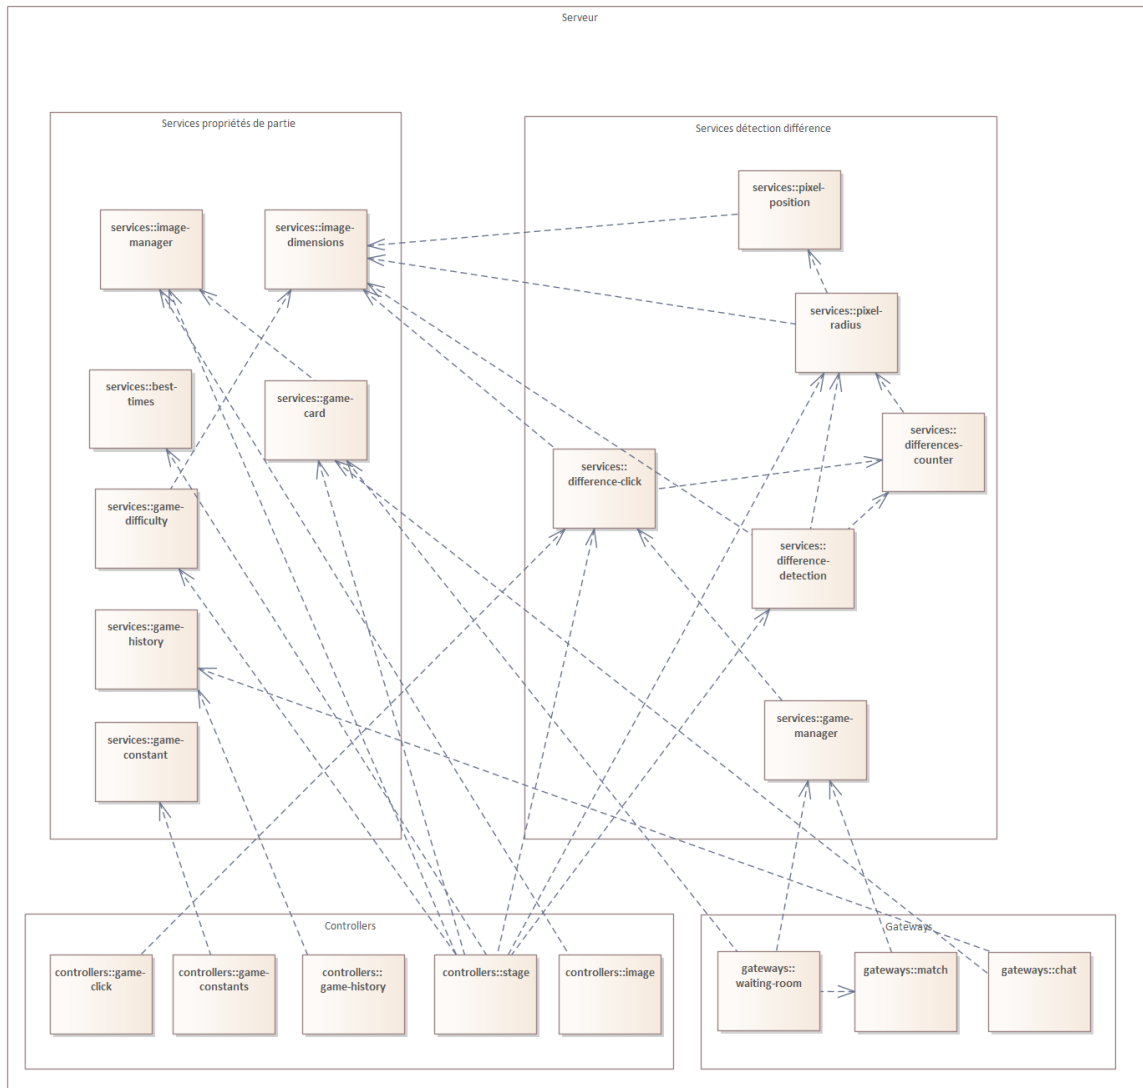 Serveur
Services propriétés de partie
services::image-
manager
services::image-
dimensions
services::best-
times
services::game-
card
services::game-
difficulty
services::game-
history
services::game-
constant
Services détection différence
services::pixel-
position
services::pixel-
radius
services::
differences-
counter
services::
difference-click
services::
difference-
detection
services::game-
manager
Controllers
controllers::game-
click
controllers::game-
constants
controllers::
game-history
controllers::stage
controllers::image
Gateways
gateways::
waiting-room
gateways::match
gateways::chat